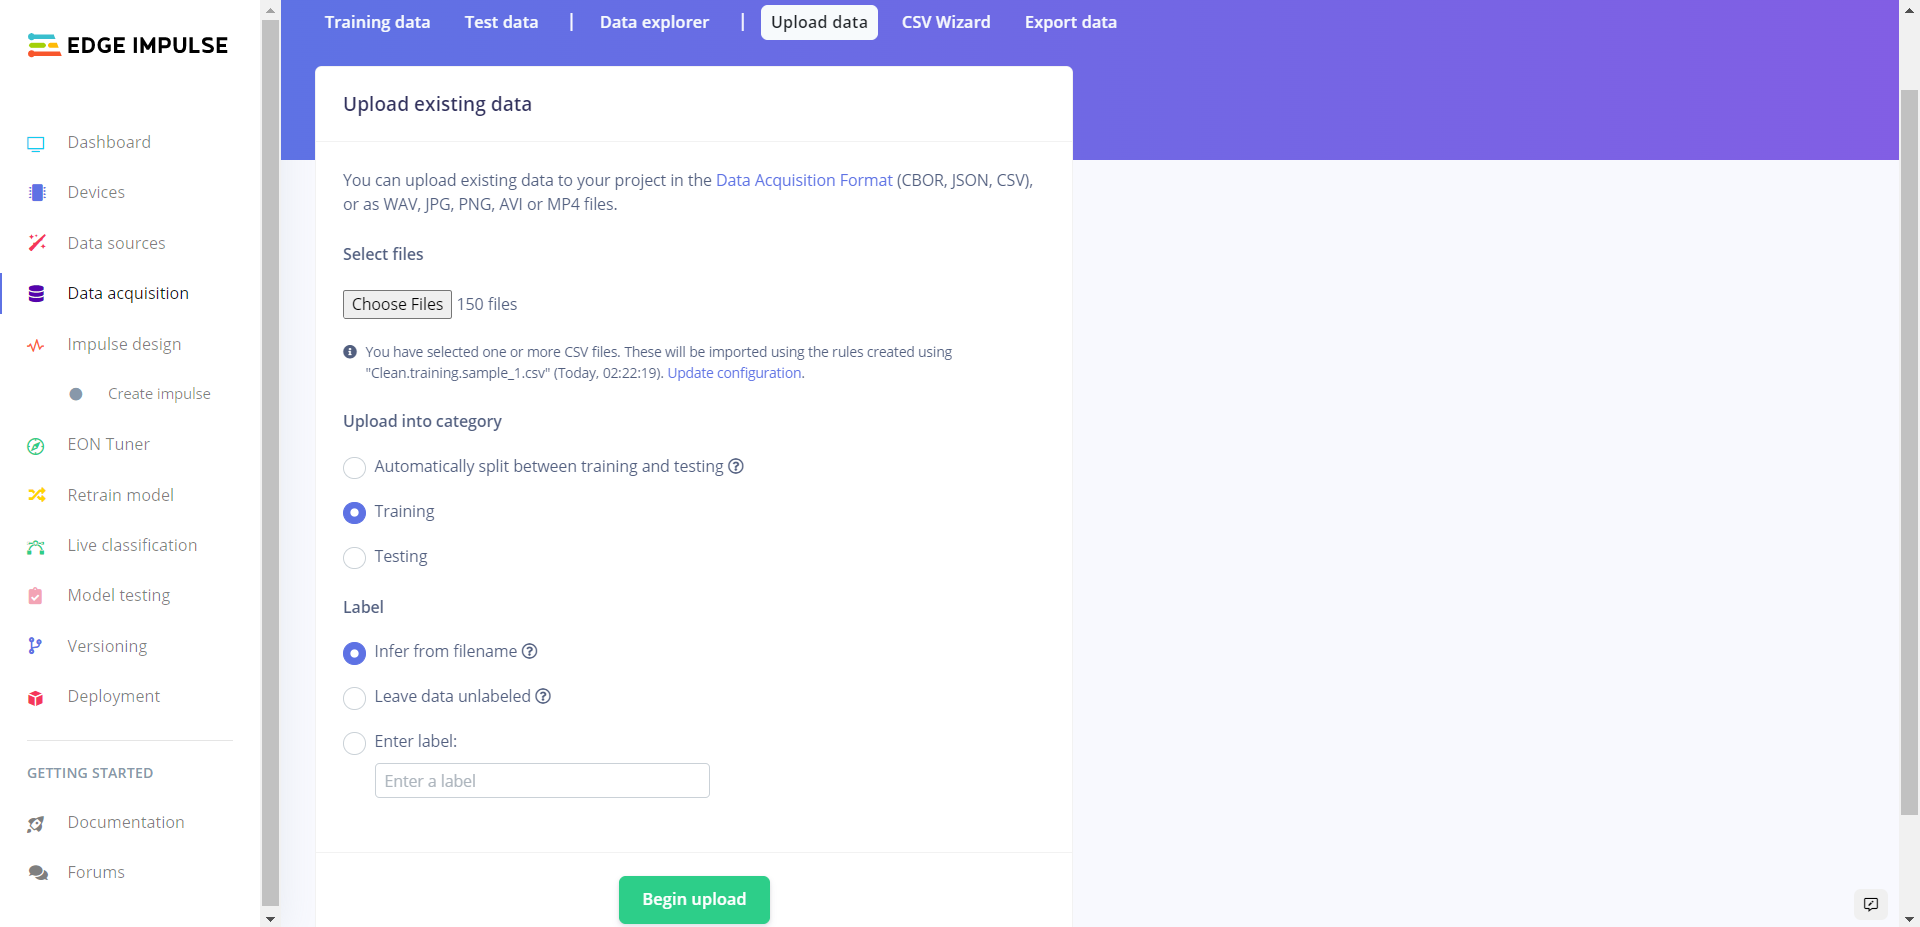 EDGE IMPULSE
Dashboard
Devices
Data sources
Data acquisition
Impulse design
Create impulse
EON Tuner
Retrain model
Live classification
Model testing
Versioning
Deployment
GETTING STARTED
Documentation
Forums
Training data Test data | Data explorer | Upload data CSV Wizard Export data
Upload existing data
You can upload existing data to your project in the Data Acquisition Format (CBOR, JSON, CSV),
or as WAV, JPG, PNG, AVI or MP4 files.
Select files
Choose Files 150 files
You have selected one or more CSV files. These will be imported using the rules created using
"Clean.training.sample_1.csv" (Today, 02:22:19). Update configuration.
Upload into category
Automatically split between training and testing ?
Training
Testing
Label
Infer from filename ?
Leave data unlabeled ?
Enter label:
Enter a label
Begin upload